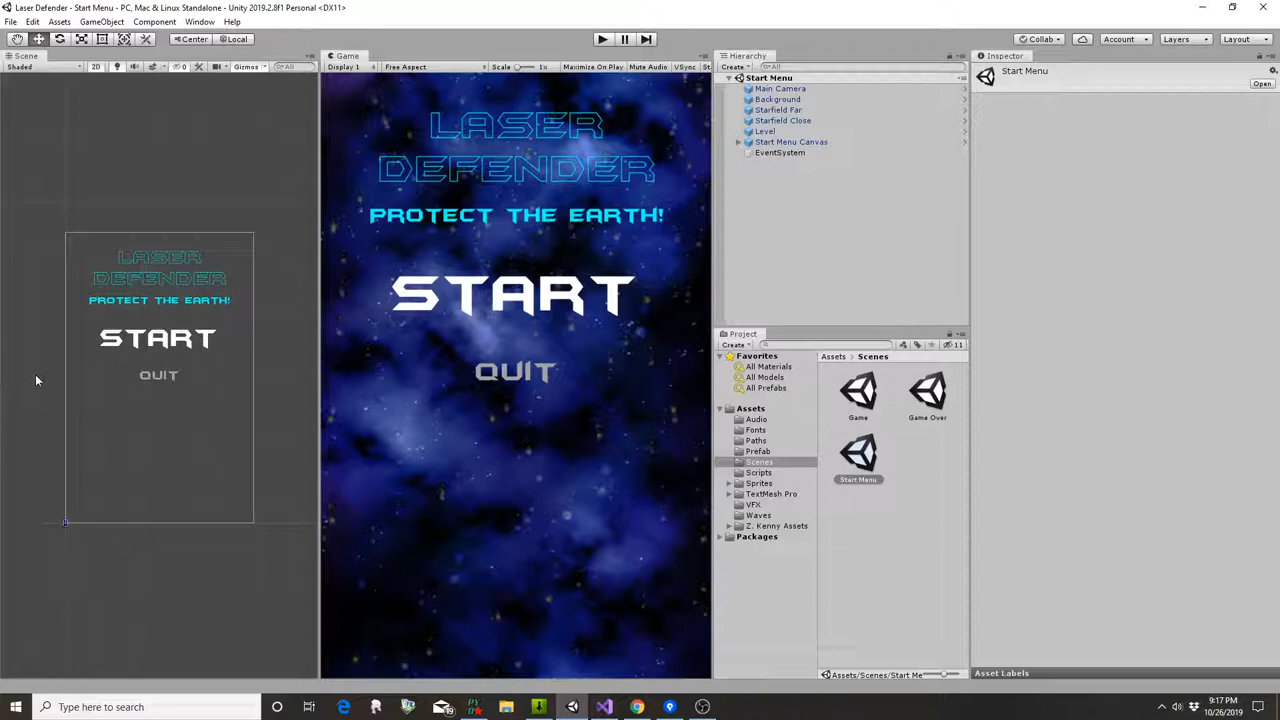 Laser Defender - Start Menu - PC, Mac & Linux Standalone - Unity 2019.2.8f1 Personal <DX11>
File Edit Assets GameObject Component Window Help
Center Local
Collab Account Layers Layout
Scene
Shaded 2D 0 Gizmos All
Game
Display 1 Free Aspect Scale 1x Maximize On Play Mute Audio VSync
LASER
DEFENDER
PROTECT THE EARTH!
START
QUIT
LASER
DEFENDER
PROTECT THE EARTH!
START
QUIT
Hierarchy
Create All
Start Menu
Main Camera
Background
Starfield Far
Starfield Close
Level
Start Menu Canvas
EventSystem
Project
Create 11
Favorites
All Materials
All Models
All Prefabs
Assets
Audio
Fonts
Paths
Prefab
Scenes
Scripts
Sprites
TextMesh Pro
VFX
Waves
Z. Kenny Assets
Packages
Assets Scenes
Game Game Over
Start Menu
Assets/Scenes/Start Me
Inspector
Start Menu
Open
Asset Labels
Type here to search
19
9:17 PM
10/26/2019